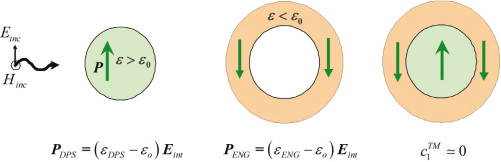 E_inc
H_inc
P ε > ε_0
ε < ε_0
P_DPS = (ε_DPS − ε_o) E_int
P_ENG = (ε_ENG − ε_o) E_int
c_1^TM ≃ 0